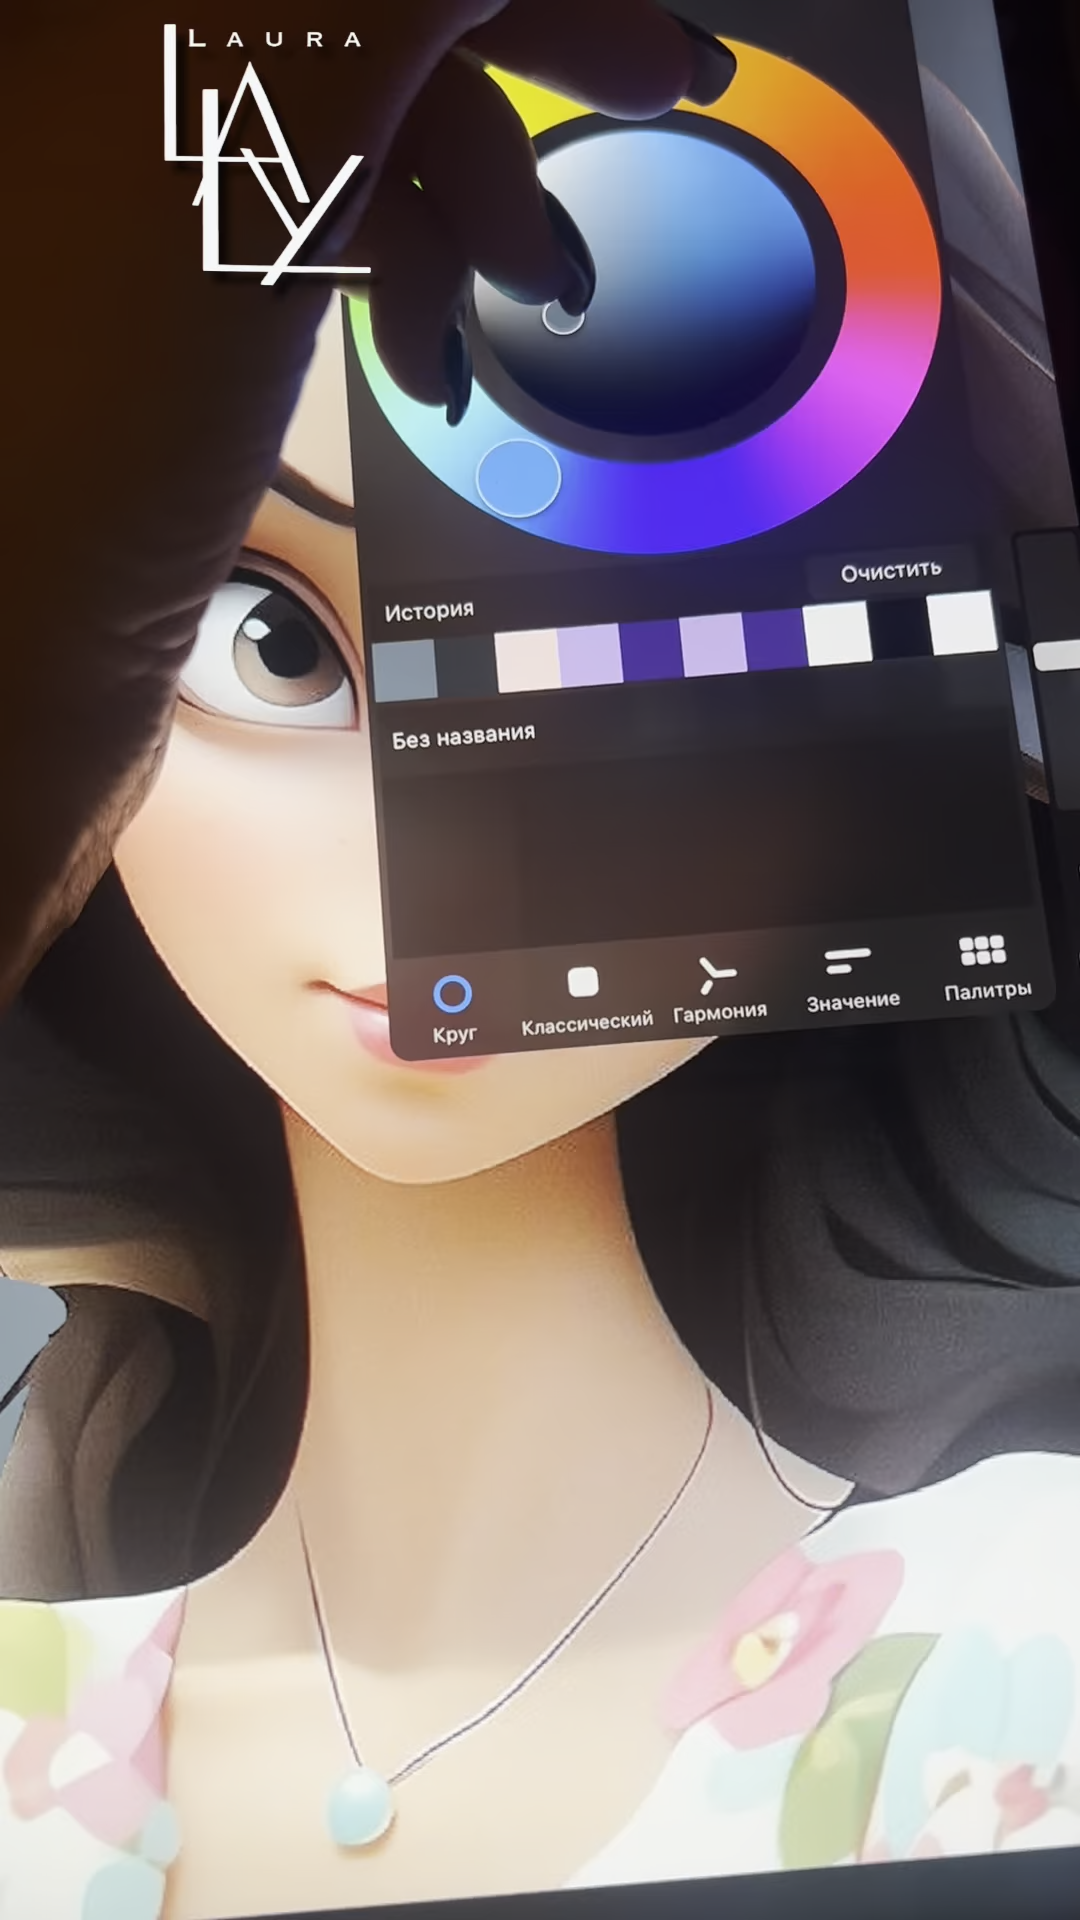 LAURA
LALY
Очистить
История
Без названия
Круг
Классический
Гармония
Значение
Палитры